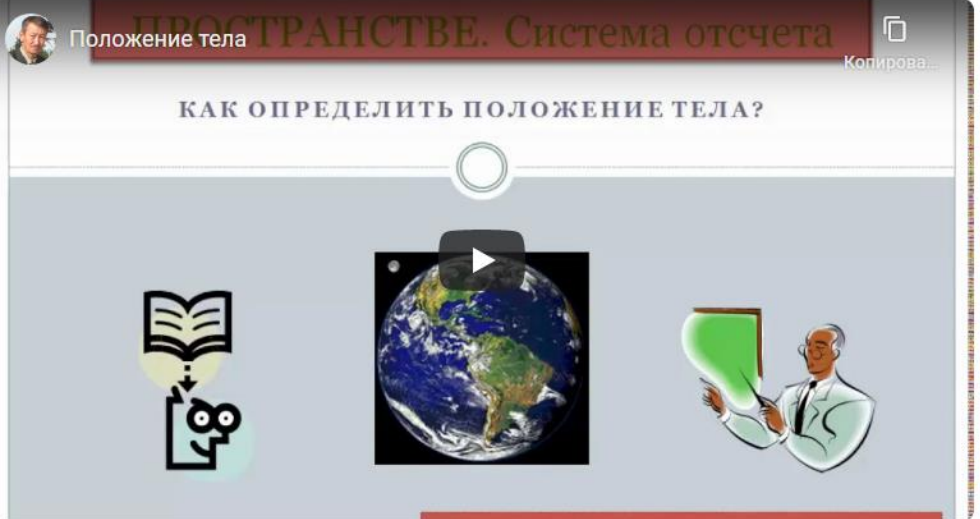 Положение тела
ПРОСТРАНСТВЕ. Система отсчета
Копирова...
КАК ОПРЕДЕЛИТЬ ПОЛОЖЕНИЕ ТЕЛА?